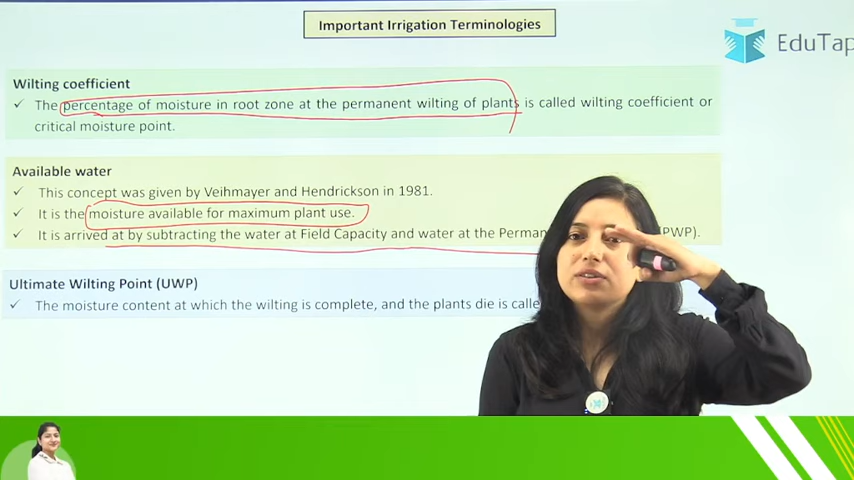 Important Irrigation Terminologies
EduTap
Wilting coefficient
✓ The percentage of moisture in root zone at the permanent wilting of plants is called wilting coefficient or
critical moisture point.
Available water
✓ This concept was given by Veihmayer and Hendrickson in 1981.
✓ It is the moisture available for maximum plant use.
✓ It is arrived at by subtracting the water at Field Capacity and water at the Perman PWP).
Ultimate Wilting Point (UWP)
✓ The moisture content at which the wilting is complete, and the plants die is calle